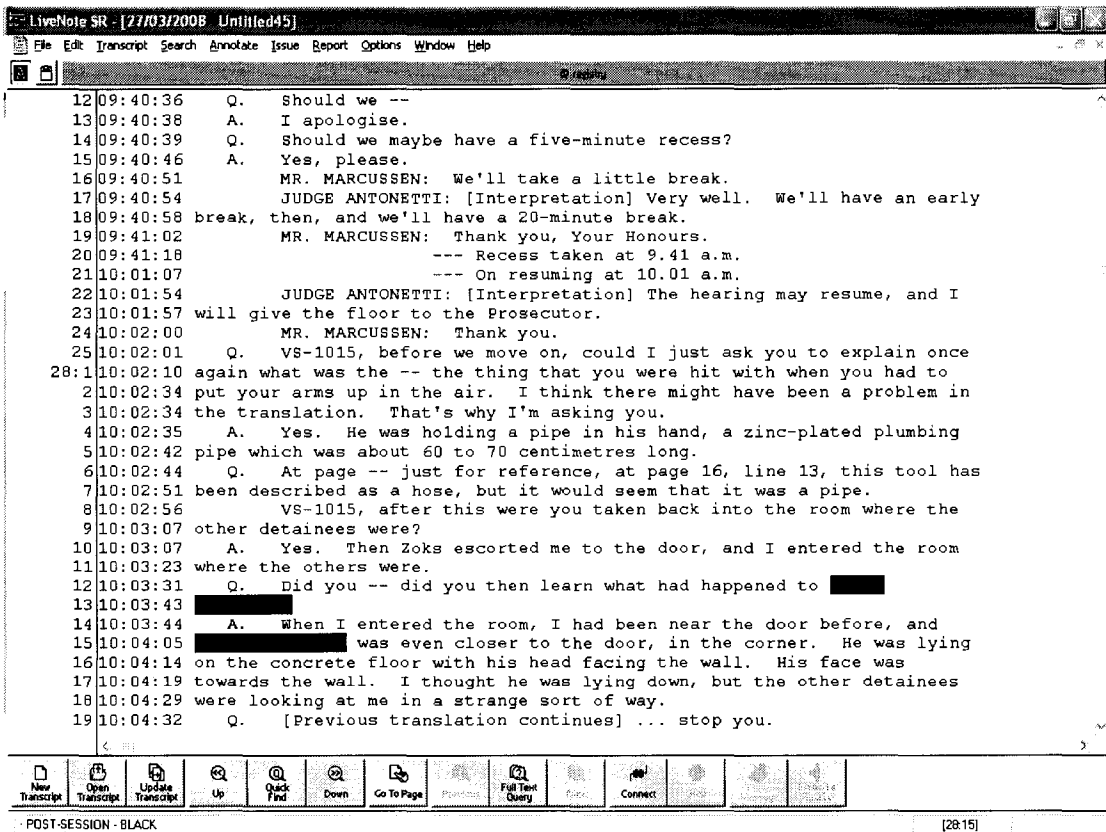 LiveNote SR - [27/03/2008 Untitled45]
File Edit Transcript Search Annotate Issue Report Options Window Help
registry
12 09:40:36 Q. Should we --
13 09:40:38 A. I apologise.
14 09:40:39 Q. Should we maybe have a five-minute recess?
15 09:40:46 A. Yes, please.
16 09:40:51 MR. MARCUSSEN: We'll take a little break.
17 09:40:54 JUDGE ANTONETTI: [Interpretation] Very well. We'll have an early
18 09:40:58 break, then, and we'll have a 20-minute break.
19 09:41:02 MR. MARCUSSEN: Thank you, Your Honours.
20 09:41:18 --- Recess taken at 9.41 a.m.
21 10:01:07 --- On resuming at 10.01 a.m.
22 10:01:54 JUDGE ANTONETTI: [Interpretation] The hearing may resume, and I
23 10:01:57 will give the floor to the Prosecutor.
24 10:02:00 MR. MARCUSSEN: Thank you.
25 10:02:01 Q. VS-1015, before we move on, could I just ask you to explain once
28:1 10:02:10 again what was the -- the thing that you were hit with when you had to
2 10:02:34 put your arms up in the air. I think there might have been a problem in
3 10:02:34 the translation. That's why I'm asking you.
4 10:02:35 A. Yes. He was holding a pipe in his hand, a zinc-plated plumbing
5 10:02:42 pipe which was about 60 to 70 centimetres long.
6 10:02:44 Q. At page -- just for reference, at page 16, line 13, this tool has
7 10:02:51 been described as a hose, but it would seem that it was a pipe.
8 10:02:56 VS-1015, after this were you taken back into the room where the
9 10:03:07 other detainees were?
10 10:03:07 A. Yes. Then Zoks escorted me to the door, and I entered the room
11 10:03:23 where the others were.
12 10:03:31 Q. Did you -- did you then learn what had happened to
13 10:03:43
14 10:03:44 A. When I entered the room, I had been near the door before, and
15 10:04:05 was even closer to the door, in the corner. He was lying
16 10:04:14 on the concrete floor with his head facing the wall. His face was
17 10:04:19 towards the wall. I thought he was lying down, but the other detainees
18 10:04:29 were looking at me in a strange sort of way.
19 10:04:32 Q. [Previous translation continues] ... stop you.
New Transcript Open Transcript Update Transcript Up Quick Find Down Go To Page Previous Full Text Query Connect
POST-SESSION - BLACK [28:15]